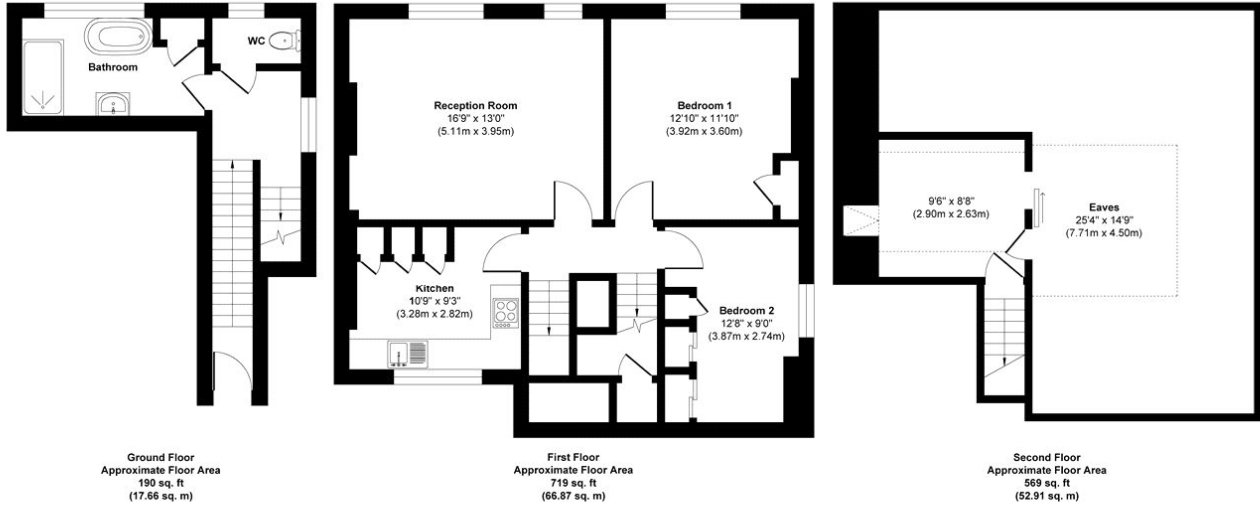 Bathroom
WC
Reception Room
16'9" x 13'0"
(5.11m x 3.95m)
Bedroom 1
12'10" x 11'10"
(3.92m x 3.60m)
Kitchen
10'9" x 9'3"
(3.28m x 2.82m)
Bedroom 2
12'8" x 9'0"
(3.87m x 2.74m)
9'6" x 8'8"
(2.90m x 2.63m)
Eaves
25'4" x 14'9"
(7.71m x 4.50m)
Ground Floor
Approximate Floor Area
190 sq. ft
(17.66 sq. m)
First Floor
Approximate Floor Area
719 sq. ft
(66.87 sq. m)
Second Floor
Approximate Floor Area
569 sq. ft
(52.91 sq. m)